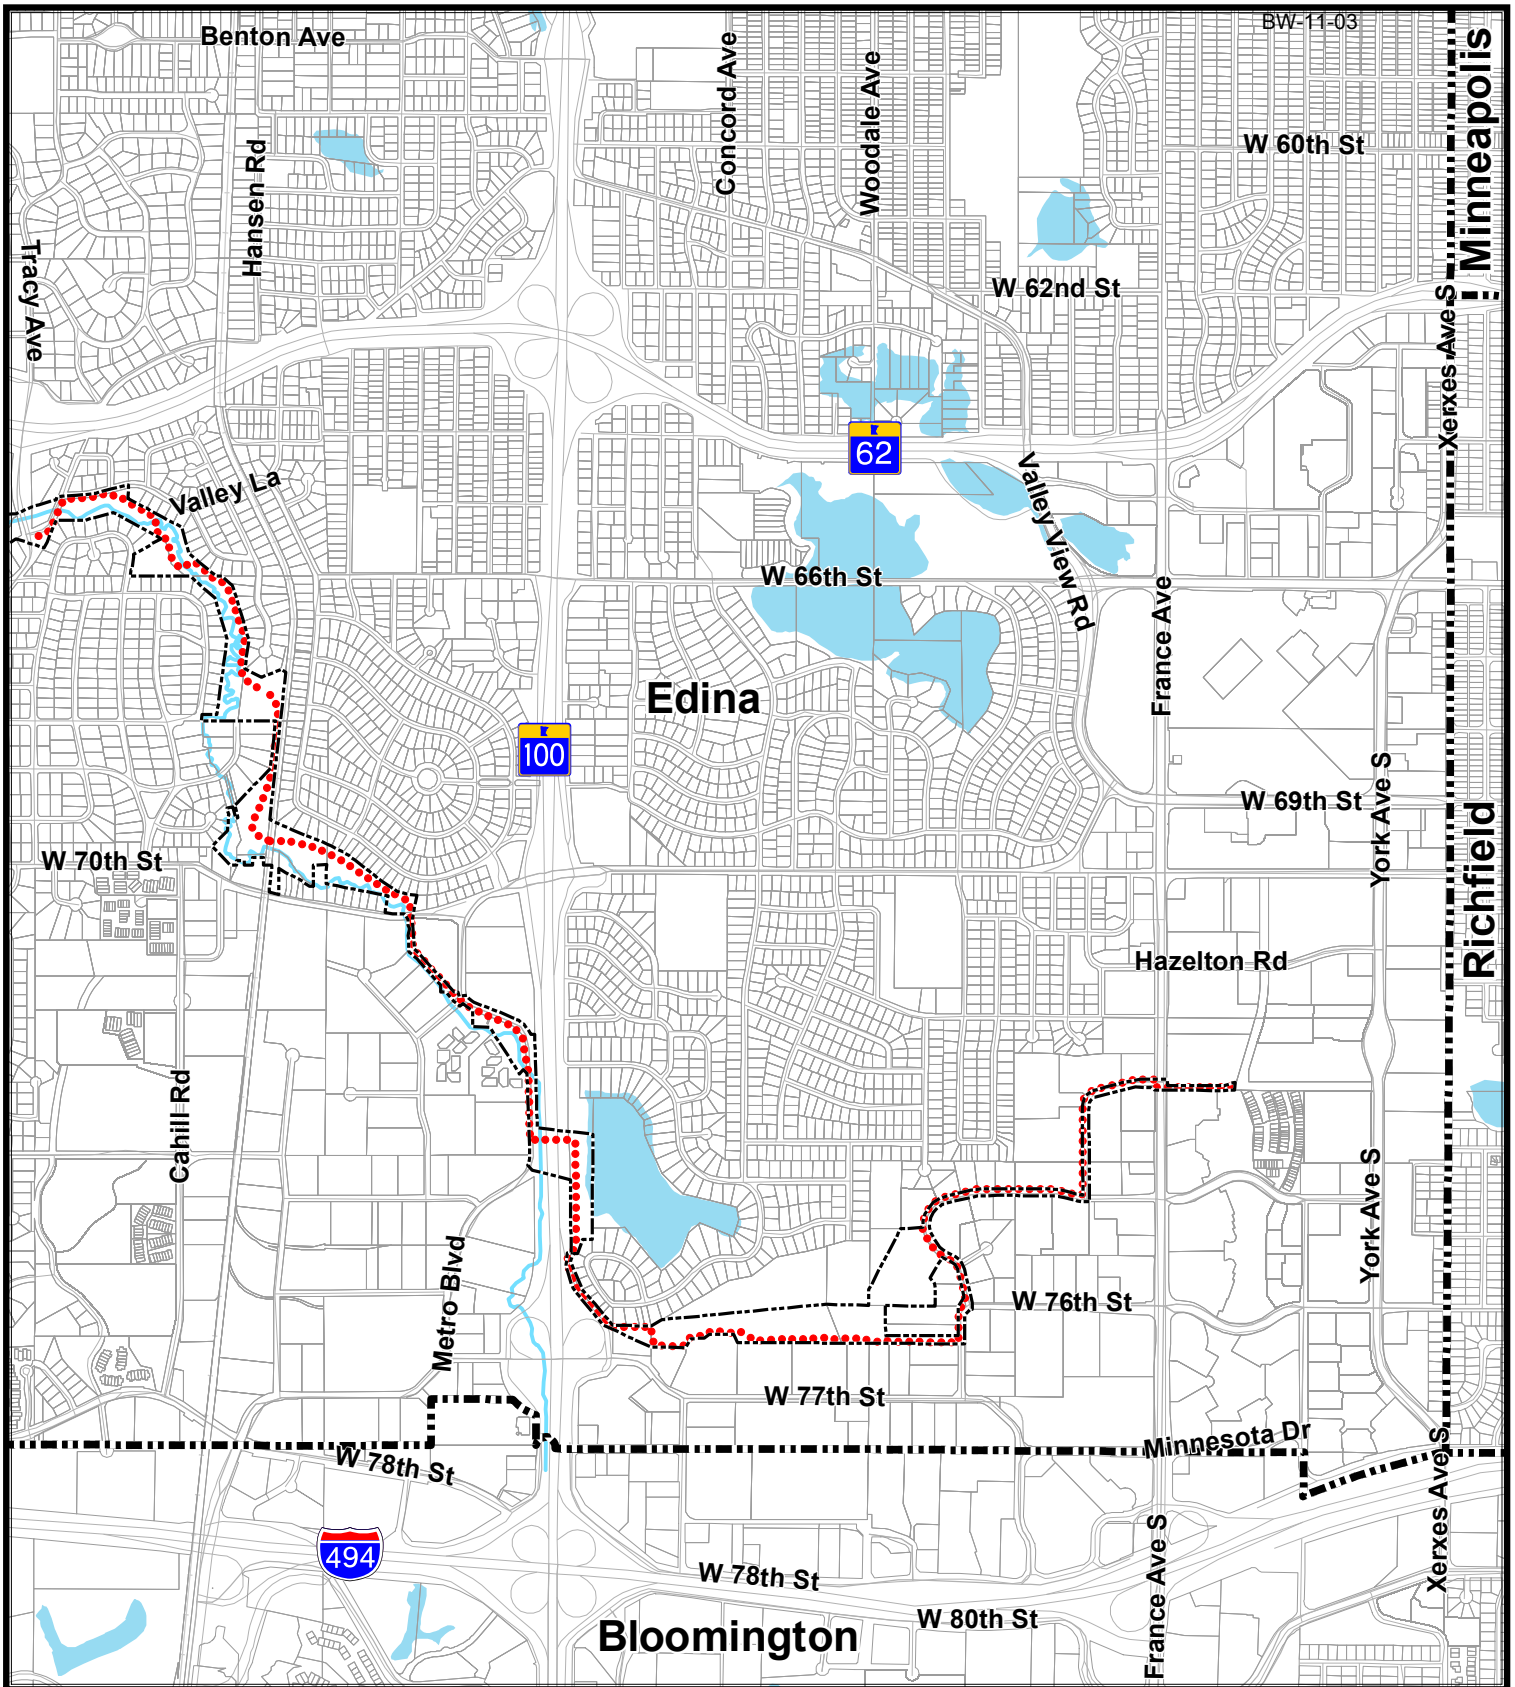 BW-11-03
Benton Ave
Concord Ave
Woodale Ave
Minneapolis
Hansen Rd
W 60th St
Tracy Ave
W 62nd St
Xerxes Ave S
62
Valley La
Valley View Rd
W 66th St
France Ave
Edina
100
W 69th St
York Ave S
Richfield
W 70th St
Hazelton Rd
Cahill Rd
York Ave S
Metro Blvd
W 76th St
W 77th St
Minnesota Dr
W 78th St
Xerxes Ave S
494
W 78th St
France Ave S
W 80th St
Bloomington